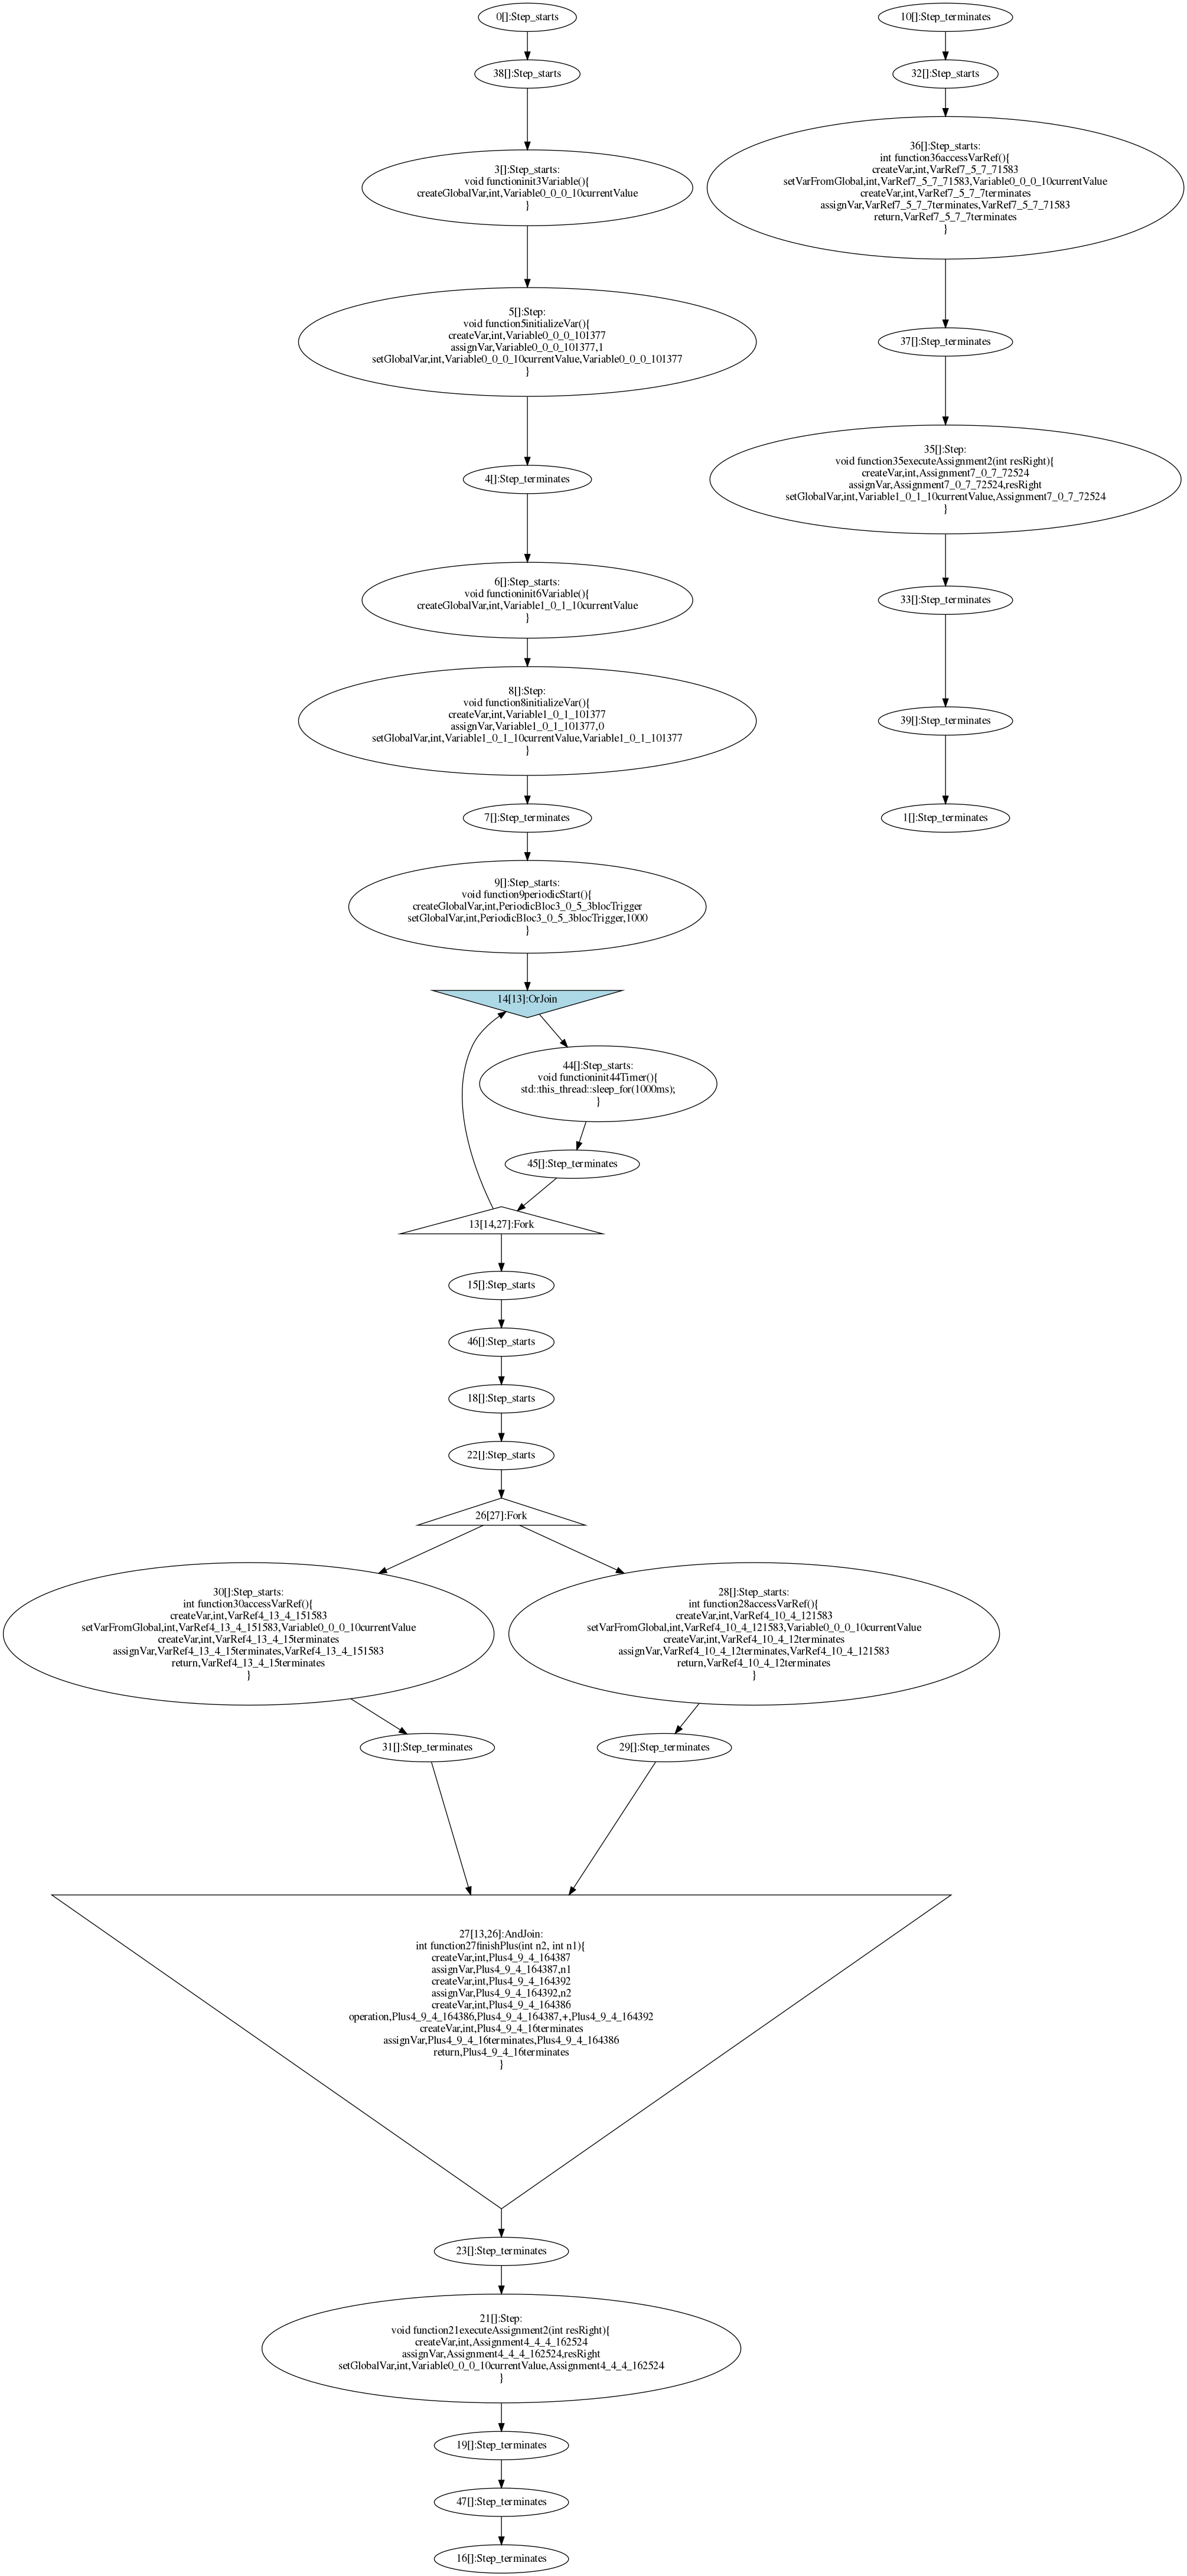 0[]:Step_starts
38[]:Step_starts
3[]:Step_starts:
void functioninit3Variable(){
createGlobalVar,int,Variable0_0_0_10currentValue
}
5[]:Step:
void function5initializeVar(){
createVar,int,Variable0_0_0_101377
assignVar,Variable0_0_0_101377,1
setGlobalVar,int,Variable0_0_0_10currentValue,Variable0_0_0_101377
}
4[]:Step_terminates
6[]:Step_starts:
void functioninit6Variable(){
createGlobalVar,int,Variable1_0_1_10currentValue
}
8[]:Step:
void function8initializeVar(){
createVar,int,Variable1_0_1_101377
assignVar,Variable1_0_1_101377,0
setGlobalVar,int,Variable1_0_1_10currentValue,Variable1_0_1_101377
}
7[]:Step_terminates
9[]:Step_starts:
void function9periodicStart(){
createGlobalVar,int,PeriodicBloc3_0_5_3blocTrigger
setGlobalVar,int,PeriodicBloc3_0_5_3blocTrigger,1000
}
14[13]:OrJoin
44[]:Step_starts:
void functioninit44Timer(){
std::this_thread::sleep_for(1000ms);
}
45[]:Step_terminates
13[14,27]:Fork
15[]:Step_starts
46[]:Step_starts
18[]:Step_starts
22[]:Step_starts
26[27]:Fork
30[]:Step_starts:
int function30accessVarRef(){
createVar,int,VarRef4_13_4_151583
setVarFromGlobal,int,VarRef4_13_4_151583,Variable0_0_0_10currentValue
createVar,int,VarRef4_13_4_15terminates
assignVar,VarRef4_13_4_15terminates,VarRef4_13_4_151583
return,VarRef4_13_4_15terminates
}
28[]:Step_starts:
int function28accessVarRef(){
createVar,int,VarRef4_10_4_121583
setVarFromGlobal,int,VarRef4_10_4_121583,Variable0_0_0_10currentValue
createVar,int,VarRef4_10_4_12terminates
assignVar,VarRef4_10_4_12terminates,VarRef4_10_4_121583
return,VarRef4_10_4_12terminates
}
31[]:Step_terminates
29[]:Step_terminates
27[13,26]:AndJoin:
int function27finishPlus(int n2, int n1){
createVar,int,Plus4_9_4_164387
assignVar,Plus4_9_4_164387,n1
createVar,int,Plus4_9_4_164392
assignVar,Plus4_9_4_164392,n2
createVar,int,Plus4_9_4_164386
operation,Plus4_9_4_164386,Plus4_9_4_164387,+,Plus4_9_4_164392
createVar,int,Plus4_9_4_16terminates
assignVar,Plus4_9_4_16terminates,Plus4_9_4_164386
return,Plus4_9_4_16terminates
}
23[]:Step_terminates
21[]:Step:
void function21executeAssignment2(int resRight){
createVar,int,Assignment4_4_4_162524
assignVar,Assignment4_4_4_162524,resRight
setGlobalVar,int,Variable0_0_0_10currentValue,Assignment4_4_4_162524
}
19[]:Step_terminates
47[]:Step_terminates
16[]:Step_terminates
10[]:Step_terminates
32[]:Step_starts
36[]:Step_starts:
int function36accessVarRef(){
createVar,int,VarRef7_5_7_71583
setVarFromGlobal,int,VarRef7_5_7_71583,Variable0_0_0_10currentValue
createVar,int,VarRef7_5_7_7terminates
assignVar,VarRef7_5_7_7terminates,VarRef7_5_7_71583
return,VarRef7_5_7_7terminates
}
37[]:Step_terminates
35[]:Step:
void function35executeAssignment2(int resRight){
createVar,int,Assignment7_0_7_72524
assignVar,Assignment7_0_7_72524,resRight
setGlobalVar,int,Variable1_0_1_10currentValue,Assignment7_0_7_72524
}
33[]:Step_terminates
39[]:Step_terminates
1[]:Step_terminates